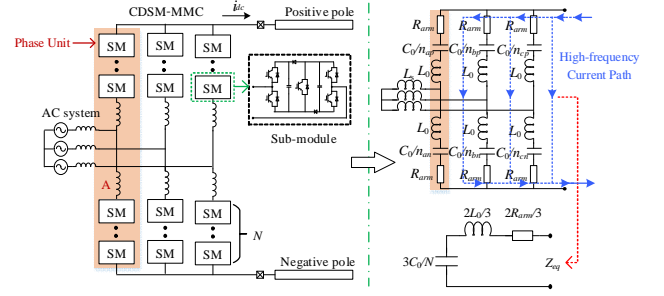 CDSM-MMC
i_dc
Positive pole
Phase Unit
SM
SM
SM
SM
SM
SM
Sub-module
AC system
A
SM
SM
SM
SM
SM
SM
N
Negative pole
R_arm
R_arm
R_arm
C_0/n_ap
C_0/n_bp
C_0/n_cp
High-frequency
Current Path
L_0
L_0
L_0
L_0
L_0
L_0
C_0/n_an
C_0/n_bn
C_0/n_cn
R_arm
R_arm
R_arm
2L_0/3
2R_arm/3
3C_0/N
Z_eq